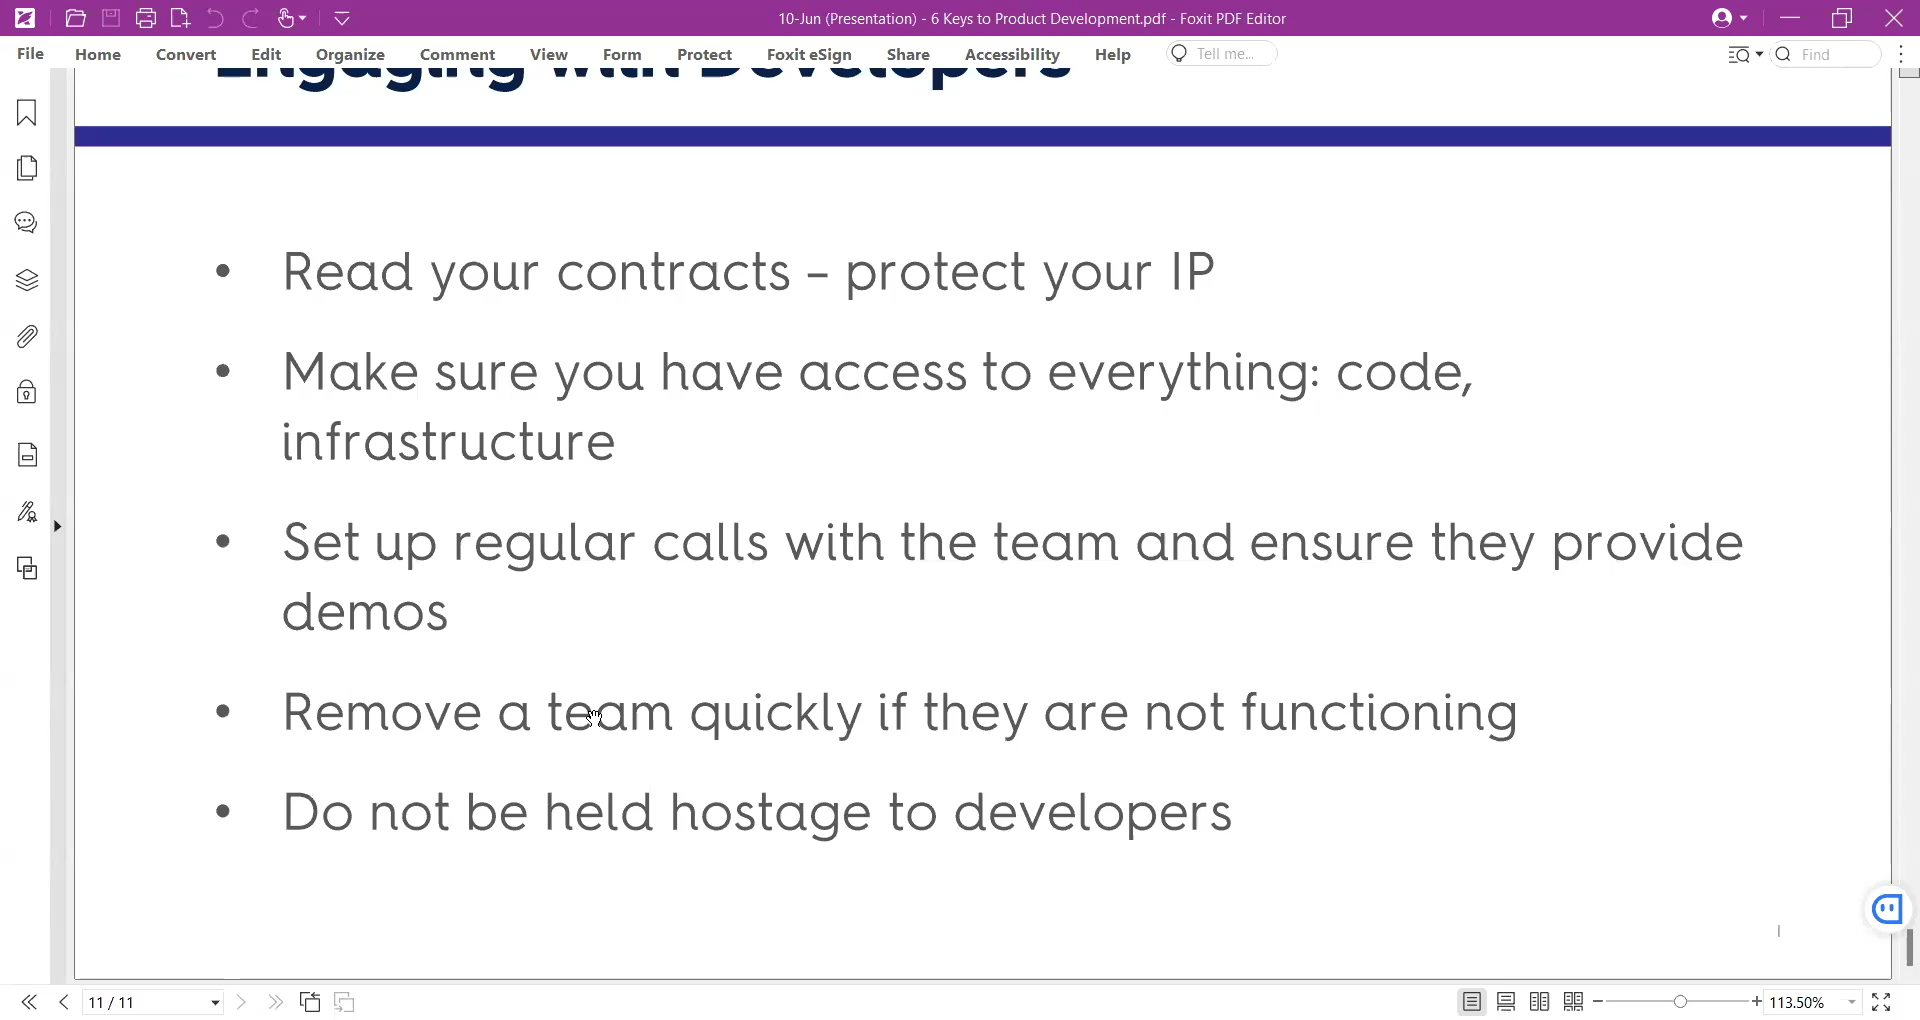 10-Jun (Presentation) - 6 Keys to Product Development.pdf - Foxit PDF Editor
File Home Convert Edit Organize Comment View Form Protect Foxit eSign Share Accessibility Help Tell me... Find
Engaging with Developers
• Read your contracts – protect your IP
• Make sure you have access to everything: code,
infrastructure
• Set up regular calls with the team and ensure they provide
demos
• Remove a team quickly if they are not functioning
• Do not be held hostage to developers
11 / 11
113.50%